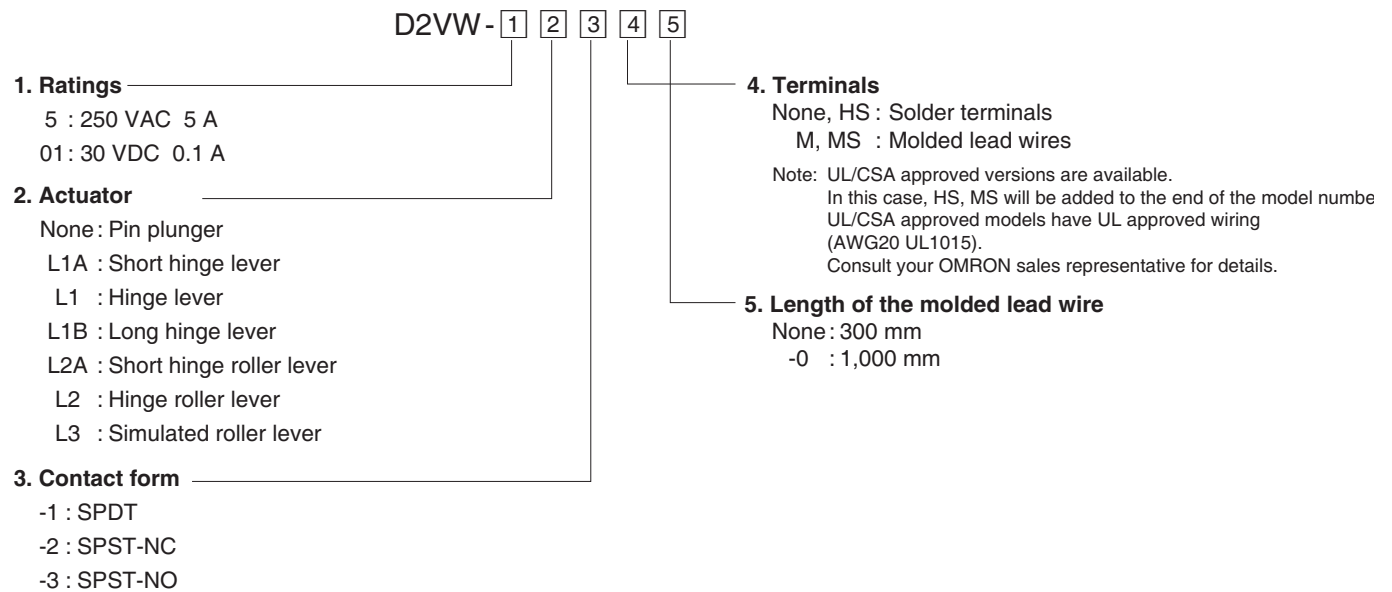 D2VW-1 2 3 4 5
1. Ratings
5 : 250 VAC 5 A
01 : 30 VDC 0.1 A
2. Actuator
None : Pin plunger
L1A : Short hinge lever
L1 : Hinge lever
L1B : Long hinge lever
L2A : Short hinge roller lever
L2 : Hinge roller lever
L3 : Simulated roller lever
3. Contact form
-1 : SPDT
-2 : SPST-NC
-3 : SPST-NO
4. Terminals
None, HS : Solder terminals
M, MS : Molded lead wires
Note: UL/CSA approved versions are available.
In this case, HS, MS will be added to the end of the model numbe
UL/CSA approved models have UL approved wiring
(AWG20 UL1015).
Consult your OMRON sales representative for details.
5. Length of the molded lead wire
None : 300 mm
-0 : 1,000 mm